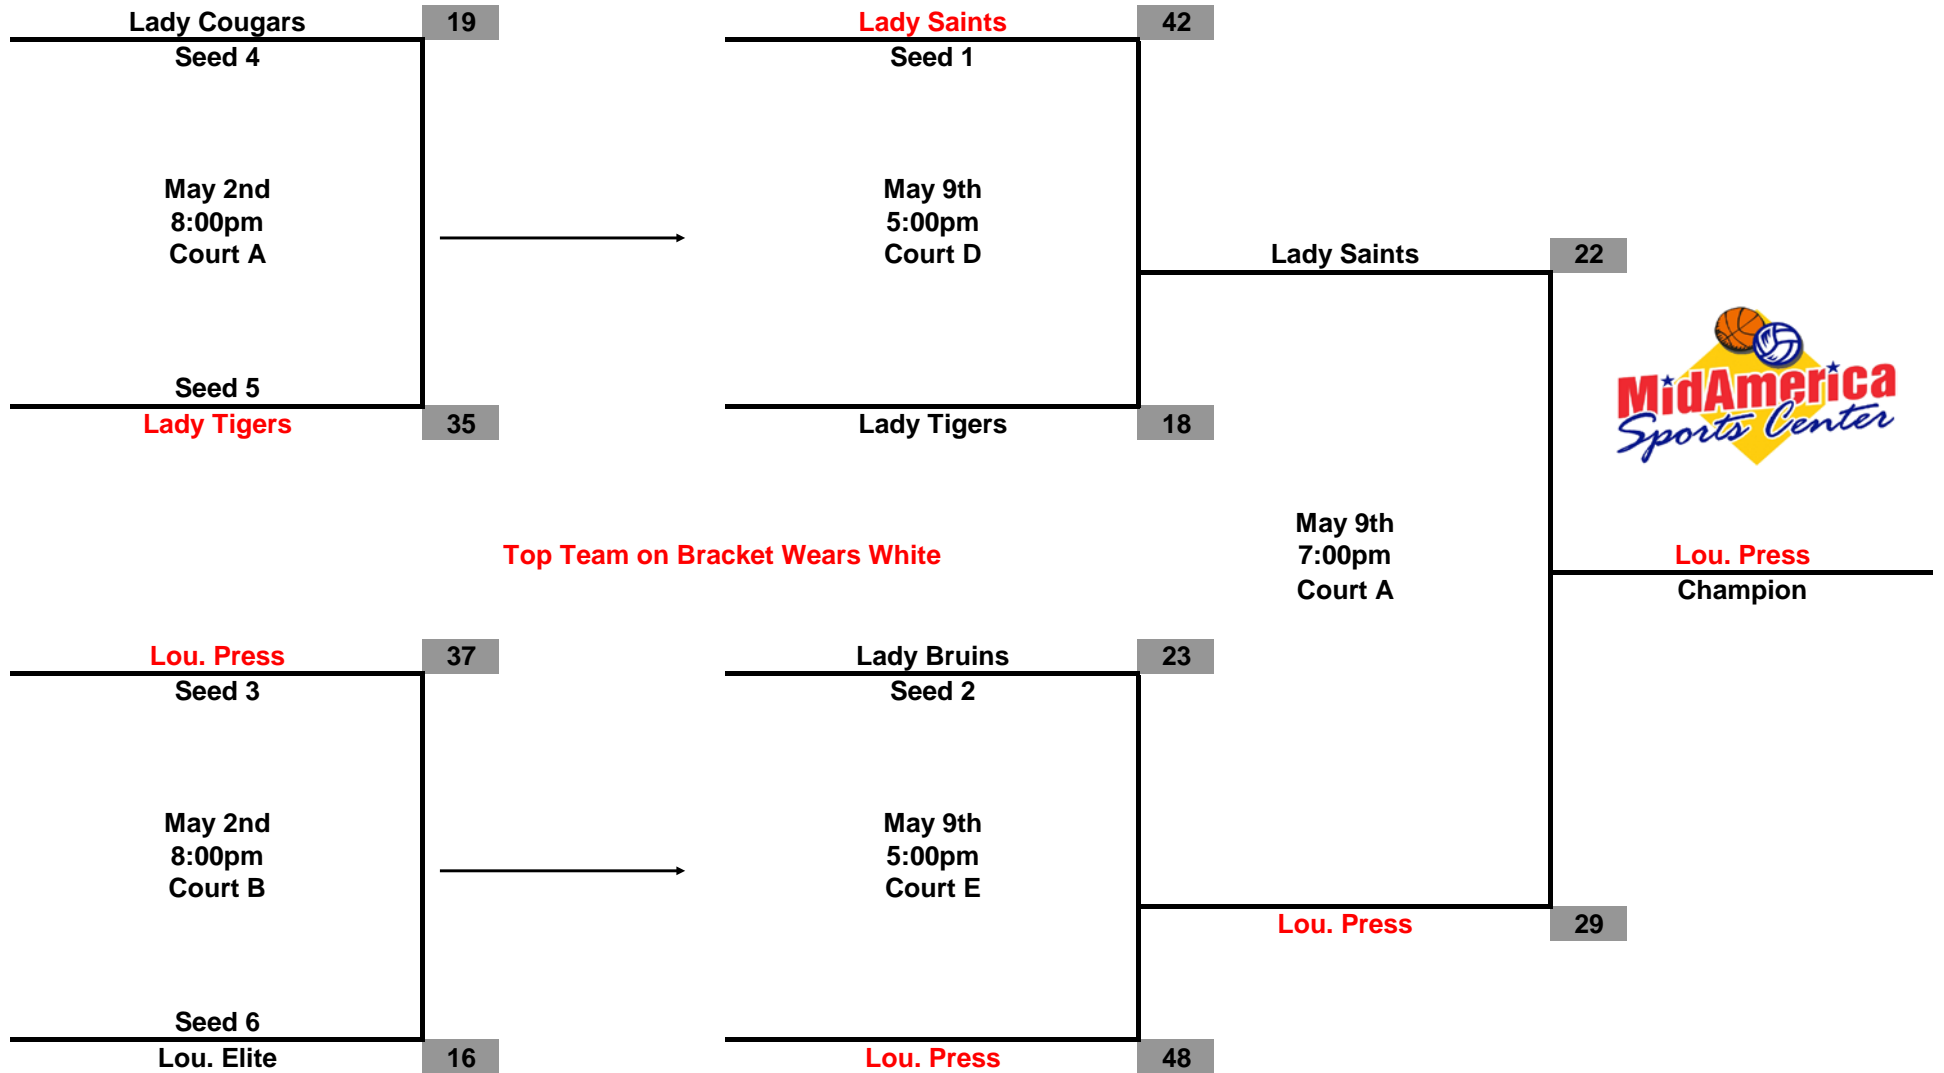 Lady Cougars 19
Seed 4
May 2nd
8:00pm
Court A
Seed 5
Lady Tigers 35
Lady Saints 42
Seed 1
May 9th
5:00pm
Court D
Lady Tigers 18
Lady Saints 22
MidAmerica
Sports Center
Top Team on Bracket Wears White
May 9th
7:00pm
Court A
Lou. Press
Champion
Lou. Press 37
Seed 3
May 2nd
8:00pm
Court B
Seed 6
Lou. Elite 16
Lady Bruins 23
Seed 2
May 9th
5:00pm
Court E
Lou. Press 48
Lou. Press 29